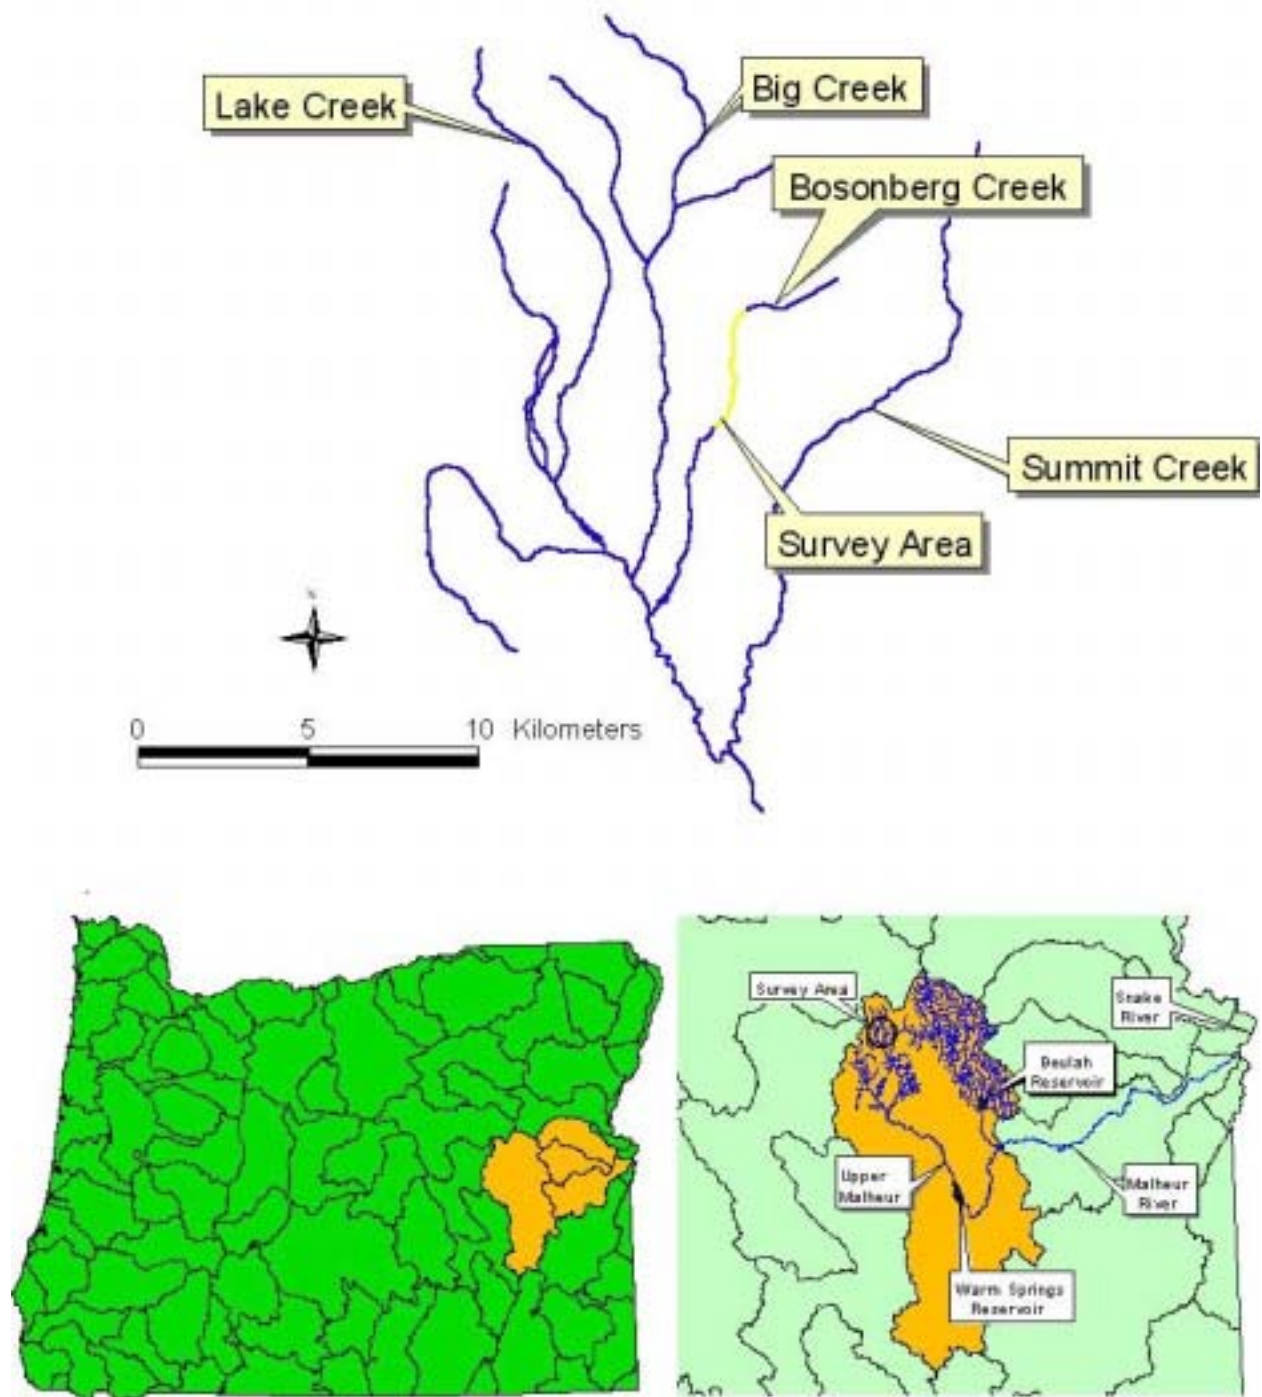 Big Creek
Lake Creek
Bosonberg Creek
Summit Creek
Survey Area
0 5 10 Kilometers
Survey Area
Snake
River
Beulah
Reservoir
Upper
Malheur
Malheur
River
Warm Springs
Reservoir